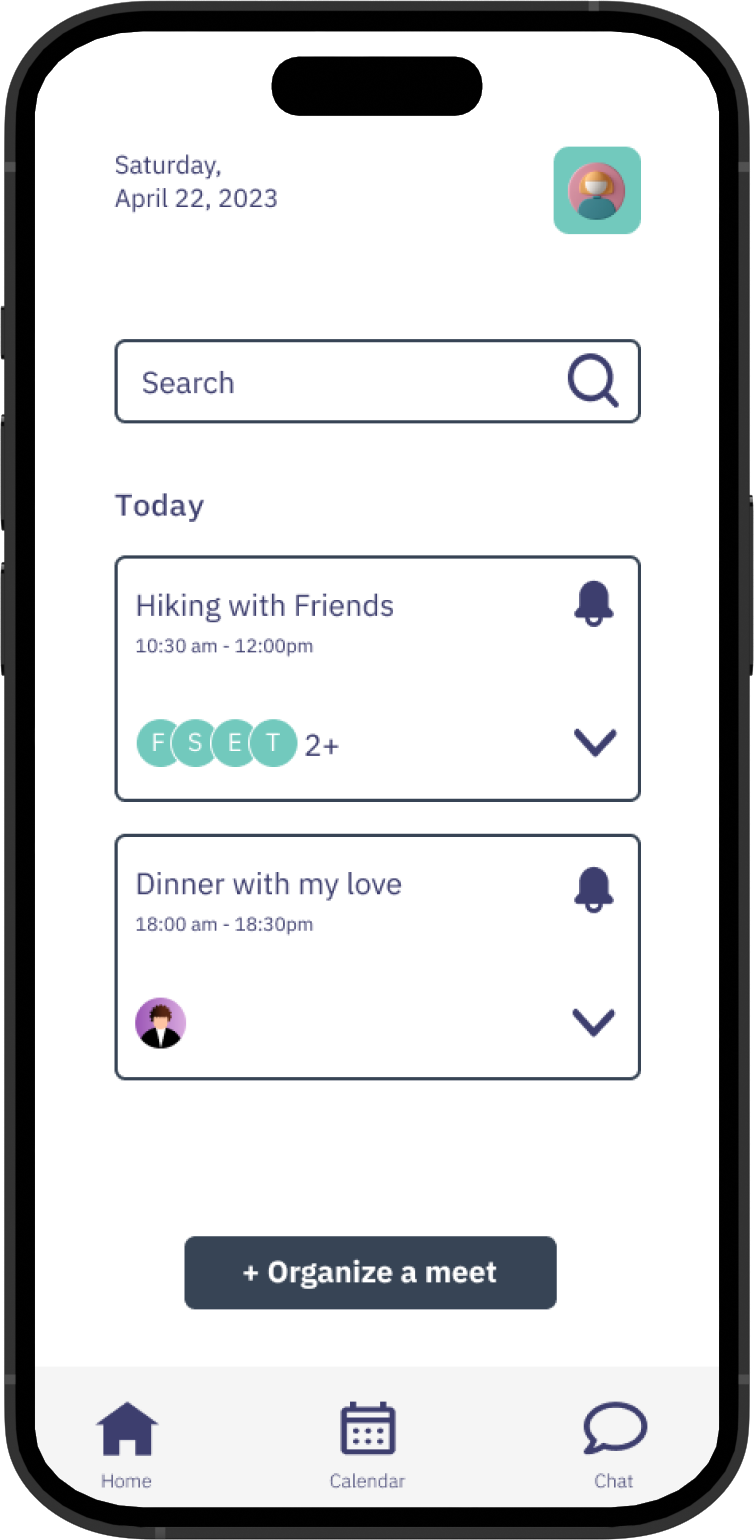 Saturday,
April 22, 2023
Search
Today
Hiking with Friends
10:30 am - 12:00pm
F S E T 2+
Dinner with my love
18:00 am - 18:30pm
+ Organize a meet
Home Calendar Chat